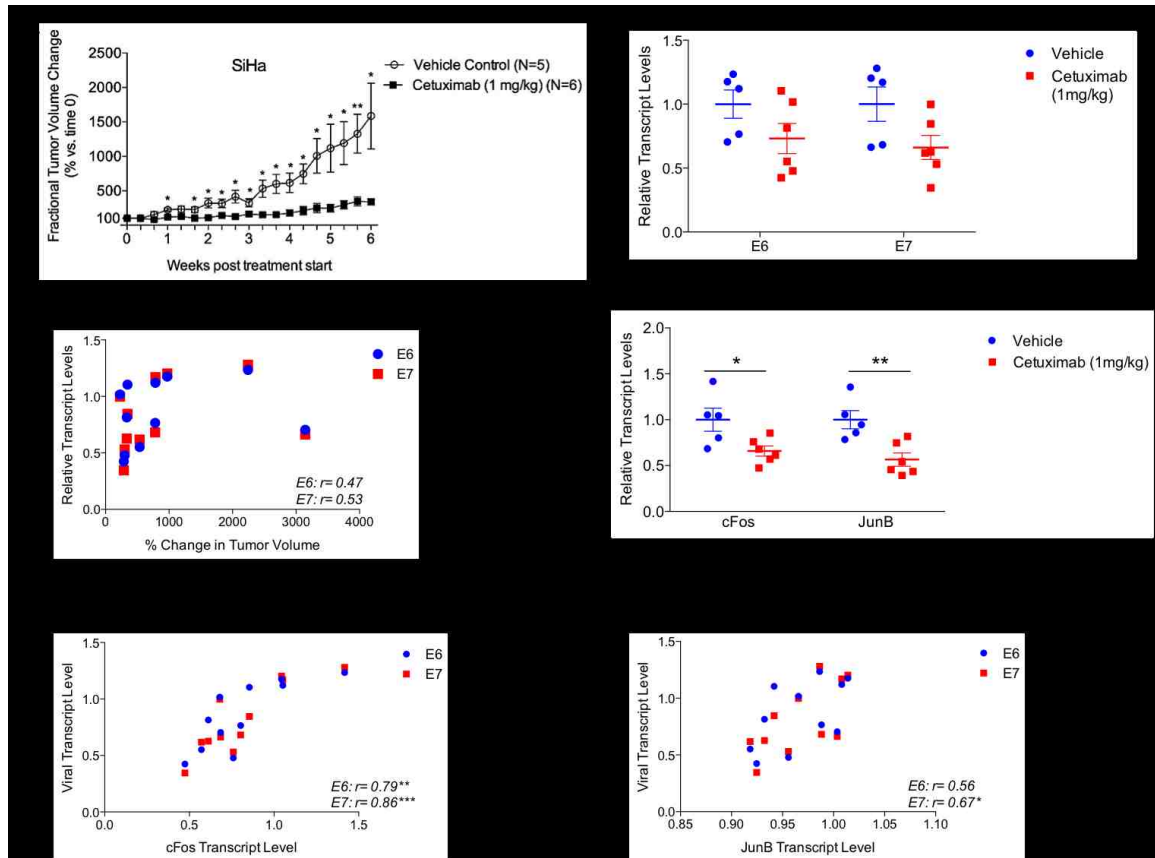 SiHa
Vehicle Control (N=5)
Cetuximab (1 mg/kg) (N=6)
Fractional Tumor Volume Change
(% vs. time 0)
2500
2000
1500
1000
500
100
* * * * * * * * * * * * ** *
0 1 2 3 4 5 6
Weeks post treatment start
Vehicle
Cetuximab
(1mg/kg)
Relative Transcript Levels
1.5
1.0
0.5
0.0
E6 E7
E6
E7
Relative Transcript Levels
1.5
1.0
0.5
0.0
E6: r= 0.47
E7: r= 0.53
0 1000 2000 3000 4000
% Change in Tumor Volume
Vehicle
Cetuximab (1mg/kg)
Relative Transcript Levels
2.0
1.5
1.0
0.5
0.0
* **
cFos JunB
E6
E7
Viral Transcript Level
1.5
1.0
0.5
0.0
E6: r= 0.79**
E7: r= 0.86***
0.0 0.5 1.0 1.5
cFos Transcript Level
E6
E7
Viral Transcript Level
1.5
1.0
0.5
0.0
E6: r= 0.56
E7: r= 0.67*
0.85 0.90 0.95 1.00 1.05 1.10
JunB Transcript Level